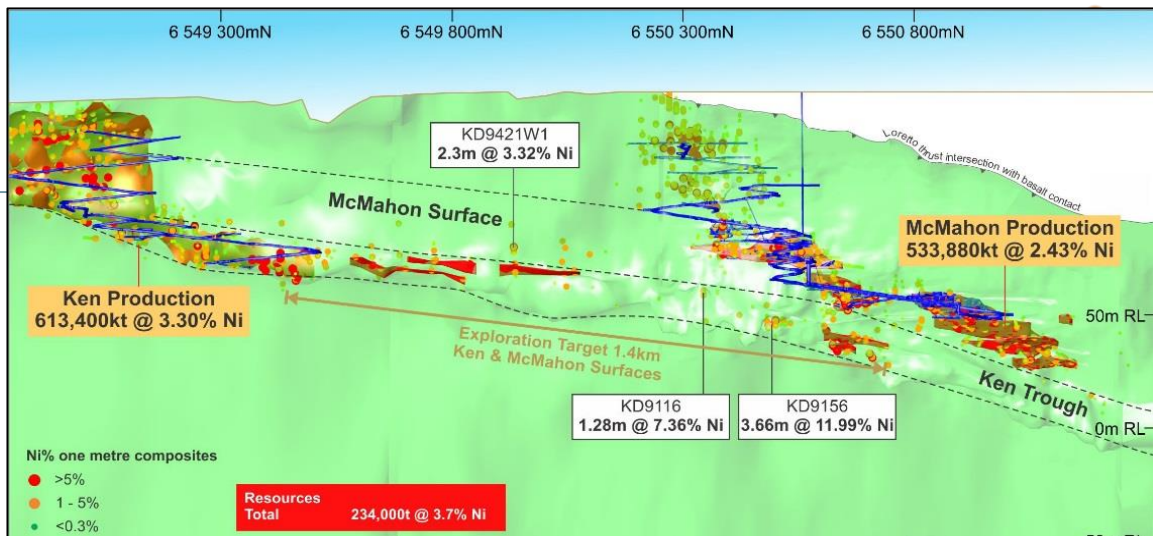 6 549 300mN
6 549 800mN
6 550 300mN
6 550 800mN
KD9421W1
2.3m @ 3.32% Ni
Loretto thrust intersection with basalt contact
McMahon Surface
McMahon Production
533,880kt @ 2.43% Ni
Ken Production
613,400kt @ 3.30% Ni
50m RL
Exploration Target 1.4km
Ken & McMahon Surfaces
Ken Trough
KD9116
1.28m @ 7.36% Ni
KD9156
3.66m @ 11.99% Ni
0m RL
Ni% one metre composites
>5%
1 - 5%
<0.3%
Resources
Total 234,000t @ 3.7% Ni